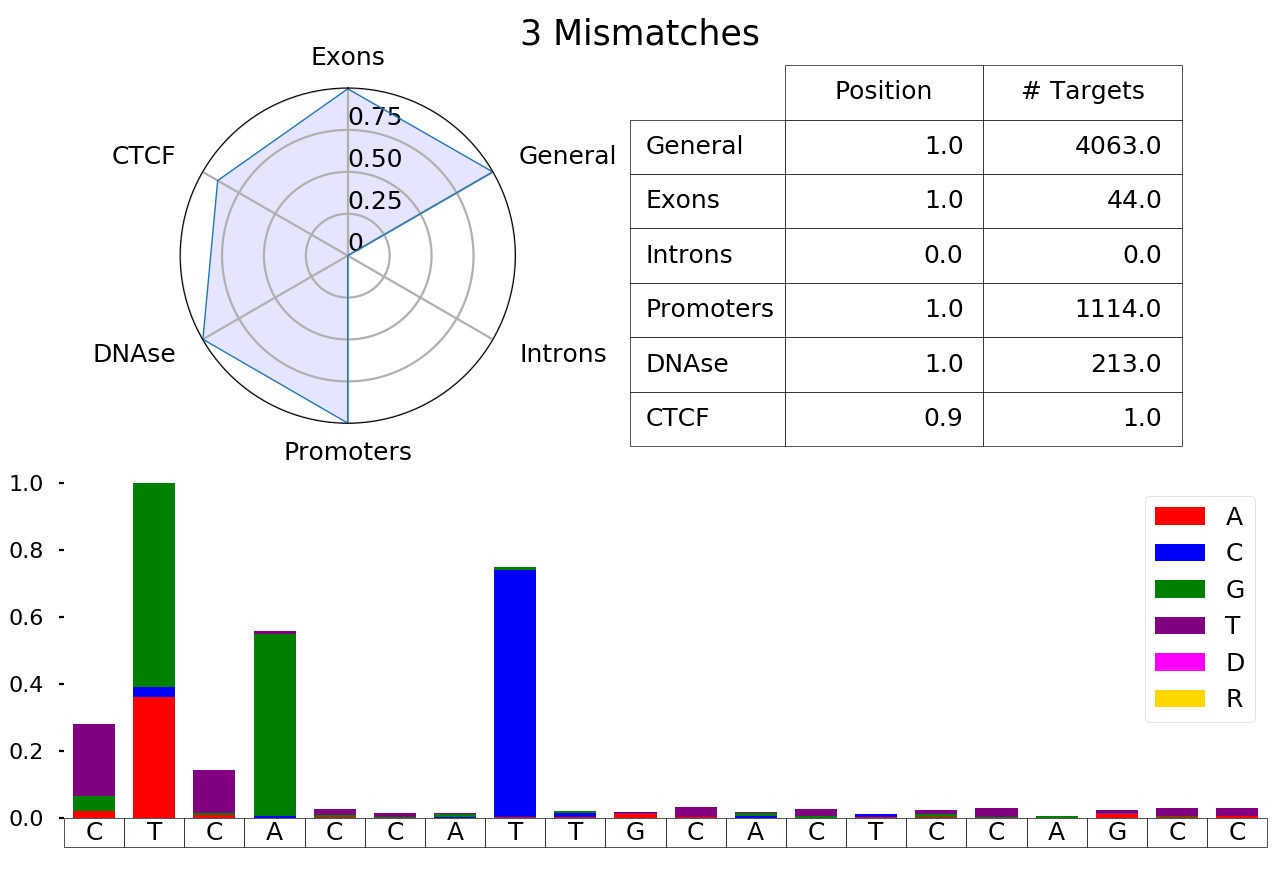 3 Mismatches
Exons
General
Introns
Promoters
DNAse
CTCF
0.75
0.50
0.25
0
Position # Targets
General 1.0 4063.0
Exons 1.0 44.0
Introns 0.0 0.0
Promoters 1.0 1114.0
DNAse 1.0 213.0
CTCF 0.9 1.0
1.0
0.8
0.6
0.4
0.2
0.0
A
C
G
T
D
R
C T C A C C A T T G C A C T C C A G C C